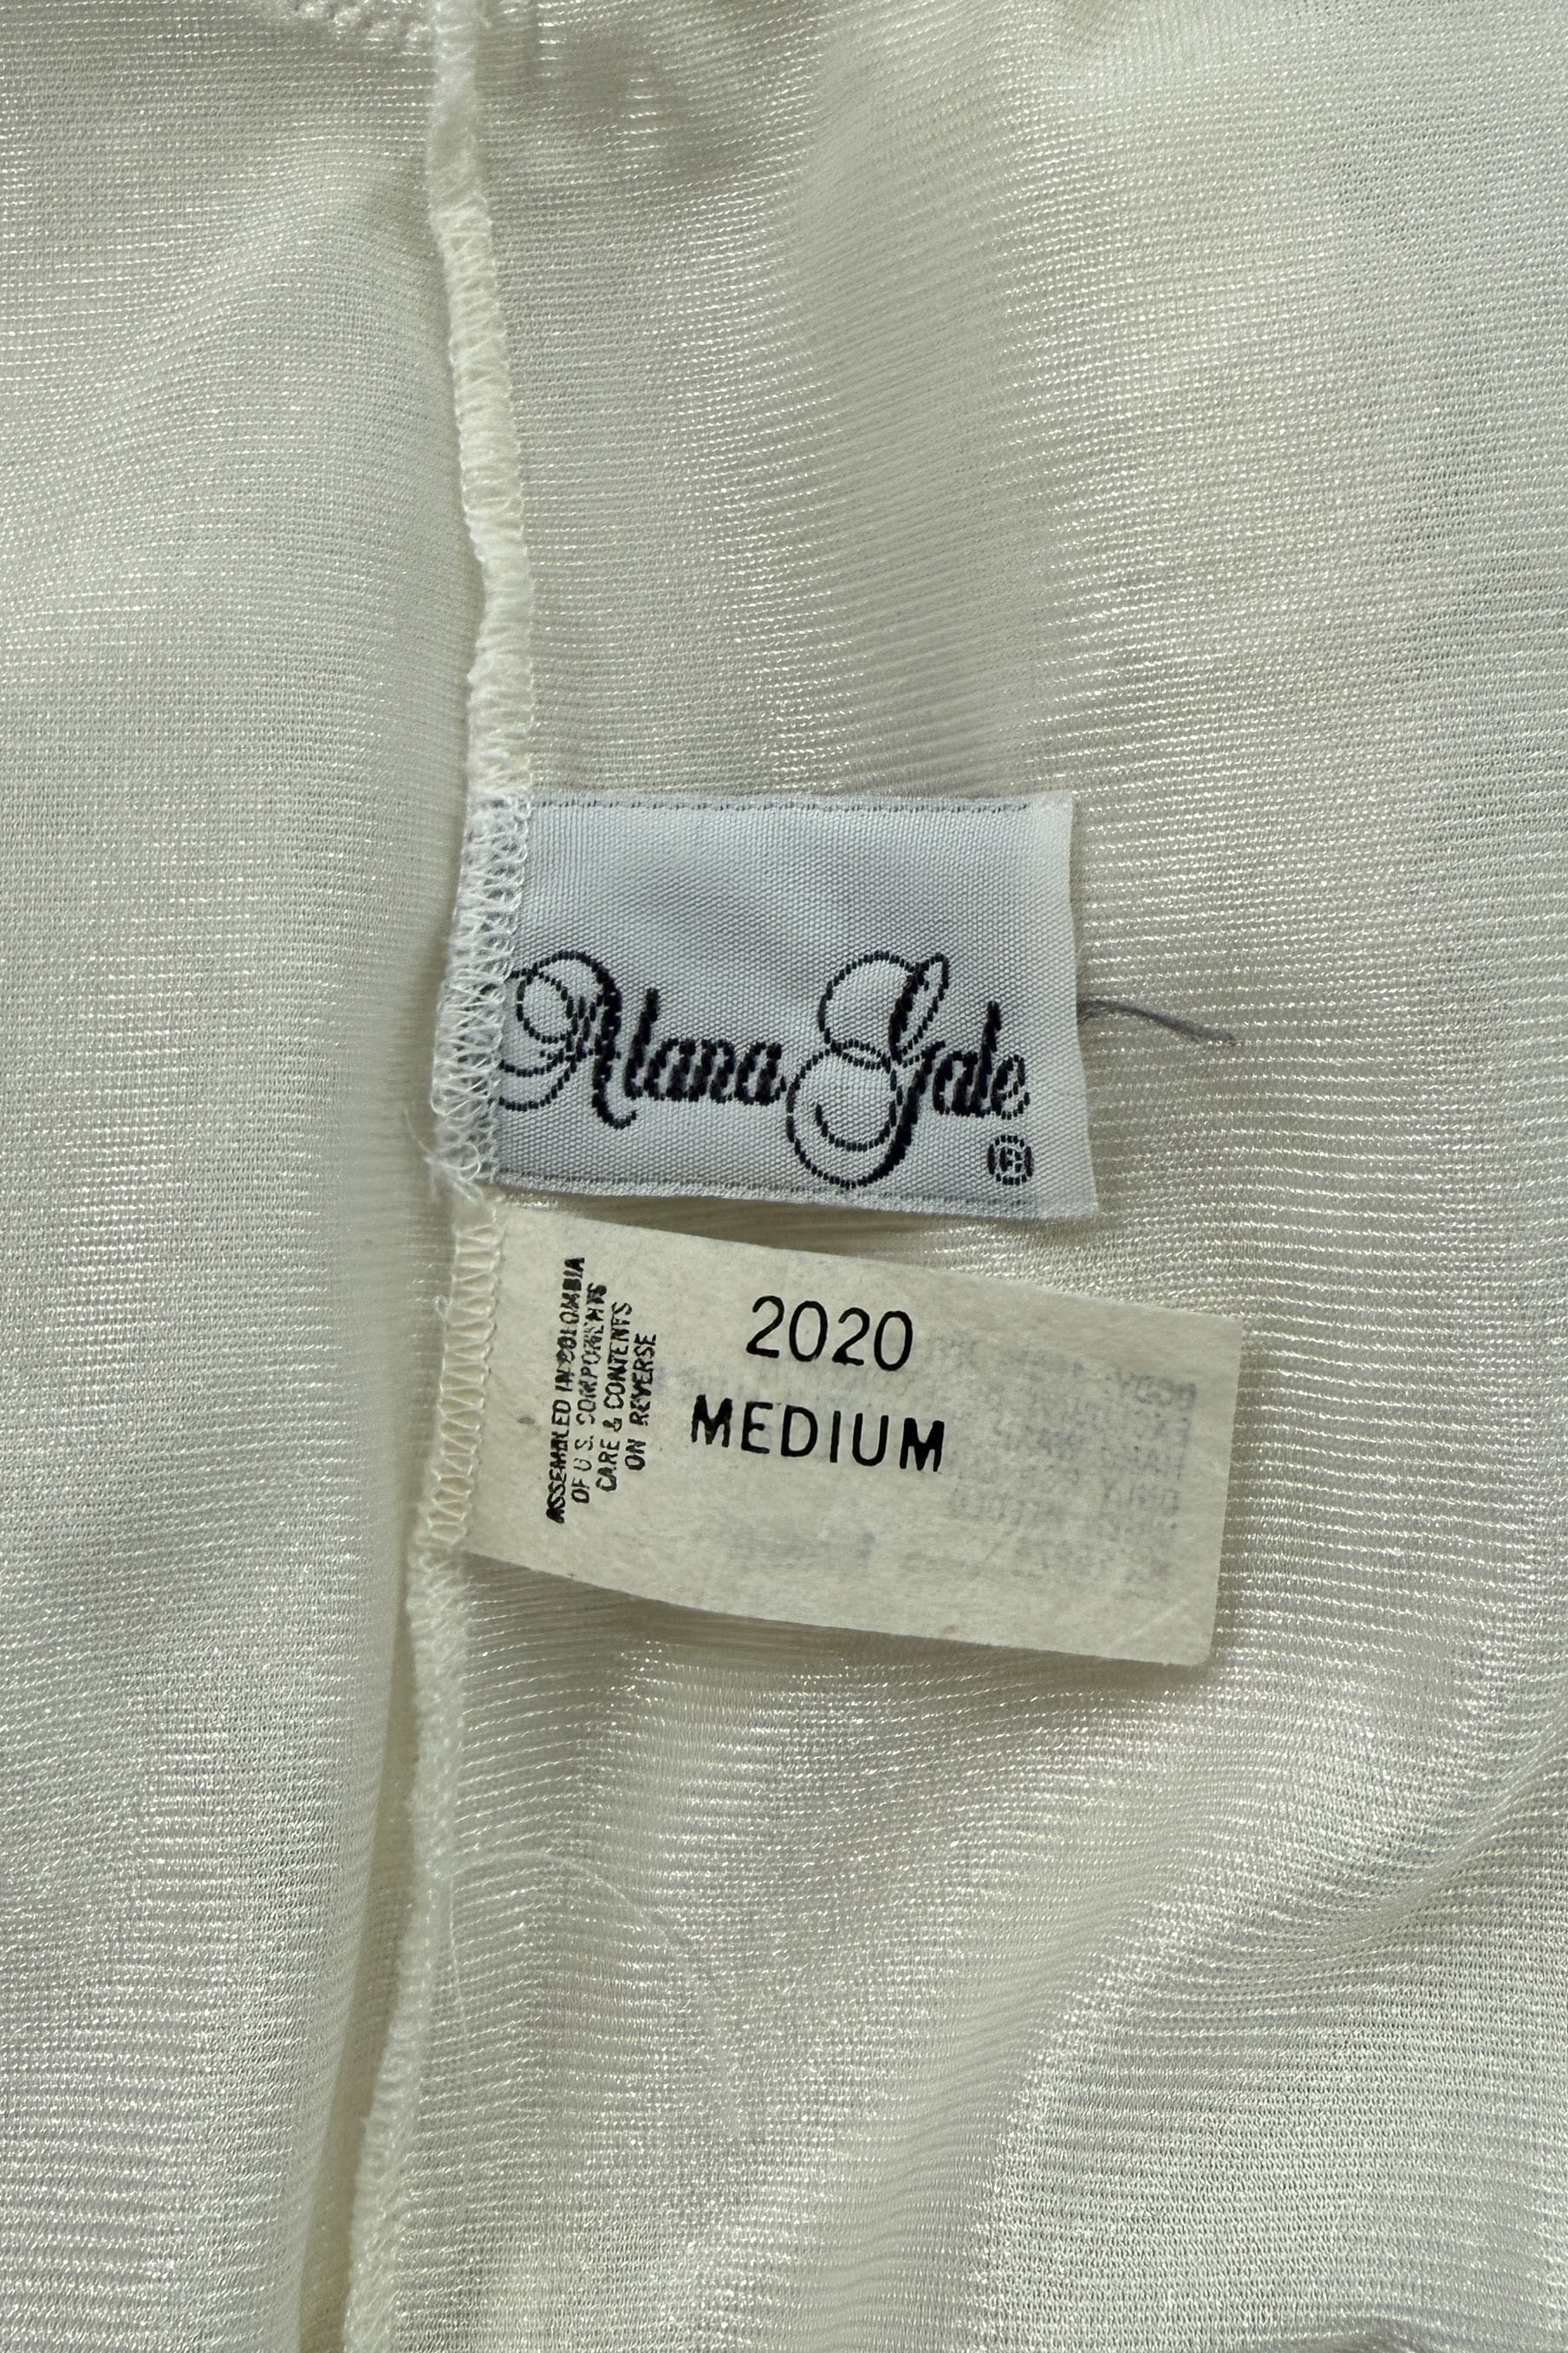 Alana Gale
®
2020
MEDIUM
ASSEMBLED IN COLOMBIA
OF U.S. COMPONENTS
CARE & CONTENTS
ON REVERSE